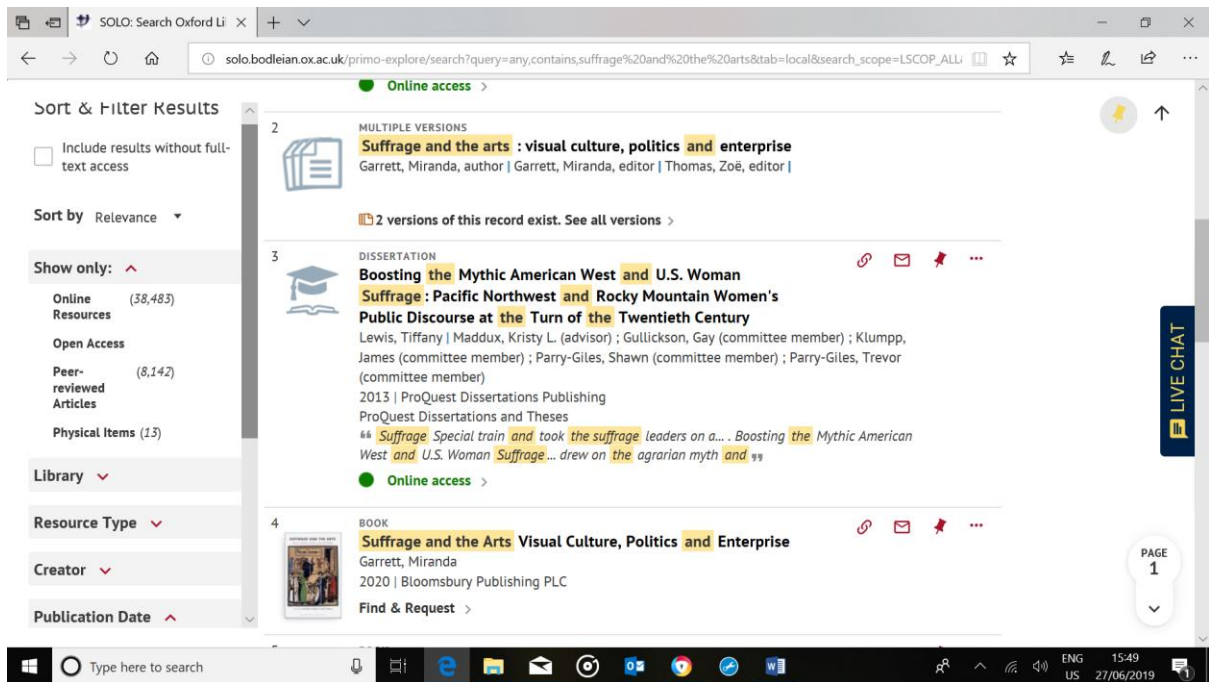 SOLO: Search Oxford Li
solo.bodleian.ox.ac.uk/primo-explore/search?query=any,contains,suffrage%20and%20the%20arts&tab=local&search_scope=LSCOP_ALL
Online access >
Sort & Filter Results
Include results without full-
text access
Sort by Relevance
Show only:
Online (38,483)
Resources
Open Access
Peer- (8,142)
reviewed
Articles
Physical Items (13)
Library
Resource Type
Creator
Publication Date
2
MULTIPLE VERSIONS
Suffrage and the arts : visual culture, politics and enterprise
Garrett, Miranda, author | Garrett, Miranda, editor | Thomas, Zoë, editor |
2 versions of this record exist. See all versions >
3
DISSERTATION
Boosting the Mythic American West and U.S. Woman
Suffrage : Pacific Northwest and Rocky Mountain Women's
Public Discourse at the Turn of the Twentieth Century
Lewis, Tiffany | Maddux, Kristy L. (advisor) ; Gullickson, Gay (committee member) ; Klumpp,
James (committee member) ; Parry-Giles, Shawn (committee member) ; Parry-Giles, Trevor
(committee member)
2013 | ProQuest Dissertations Publishing
ProQuest Dissertations and Theses
“ Suffrage Special train and took the suffrage leaders on a... . Boosting the Mythic American
West and U.S. Woman Suffrage ... drew on the agrarian myth and ”
Online access >
4
BOOK
Suffrage and the Arts Visual Culture, Politics and Enterprise
Garrett, Miranda
2020 | Bloomsbury Publishing PLC
Find & Request >
LIVE CHAT
PAGE
1
Type here to search
ENG
US
15:49
27/06/2019